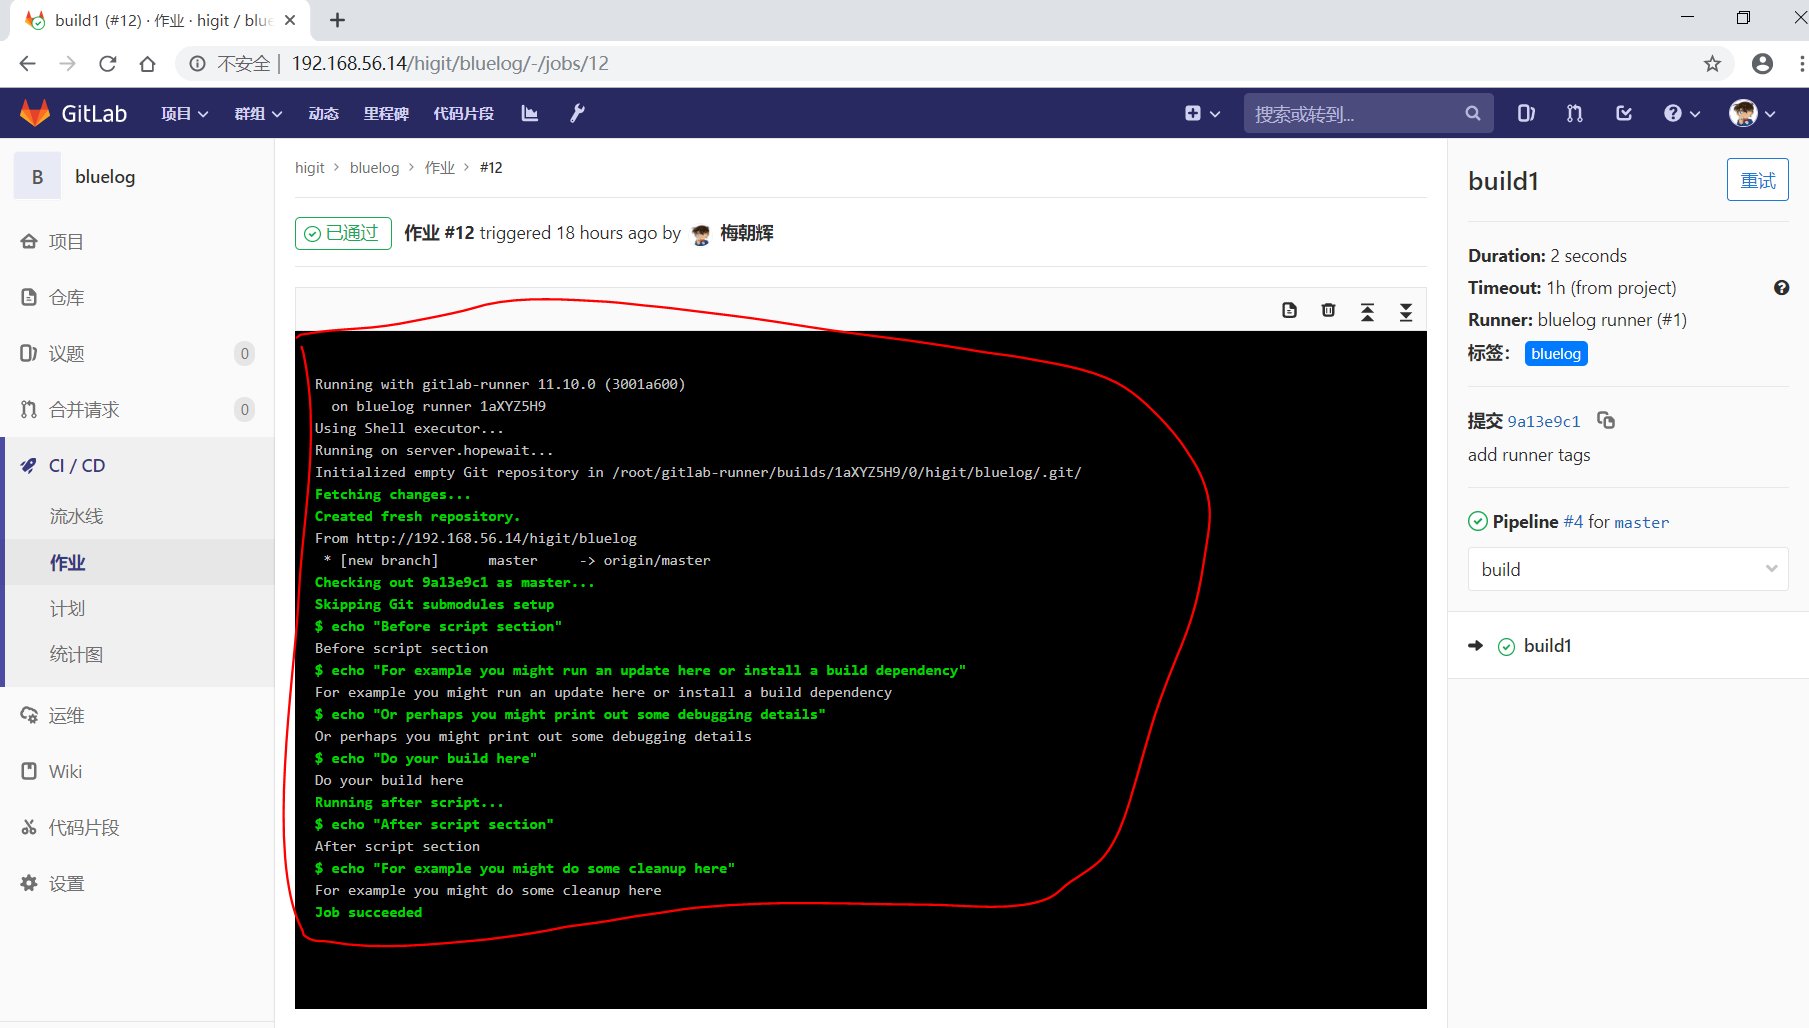 build1 (#12) · 作业 · higit / blue
不安全 | 192.168.56.14/higit/bluelog/-/jobs/12
GitLab 项目 群组 动态 里程碑 代码片段 搜索或转到...
B bluelog
项目
仓库
议题 0
合并请求 0
CI / CD
流水线
作业
计划
统计图
运维
Wiki
代码片段
设置
higit › bluelog › 作业 › #12
已通过 作业 #12 triggered 18 hours ago by 梅朝辉
Running with gitlab-runner 11.10.0 (3001a600)
on bluelog runner 1aXYZ5H9
Using Shell executor...
Running on server.hopewait...
Initialized empty Git repository in /root/gitlab-runner/builds/1aXYZ5H9/0/higit/bluelog/.git/
Fetching changes...
Created fresh repository.
From http://192.168.56.14/higit/bluelog
* [new branch]      master     -> origin/master
Checking out 9a13e9c1 as master...
Skipping Git submodules setup
$ echo "Before script section"
Before script section
$ echo "For example you might run an update here or install a build dependency"
For example you might run an update here or install a build dependency
$ echo "Or perhaps you might print out some debugging details"
Or perhaps you might print out some debugging details
$ echo "Do your build here"
Do your build here
Running after script...
$ echo "After script section"
After script section
$ echo "For example you might do some cleanup here"
For example you might do some cleanup here
Job succeeded
build1 重试
Duration: 2 seconds
Timeout: 1h (from project)
Runner: bluelog runner (#1)
标签: bluelog
提交 9a13e9c1
add runner tags
Pipeline #4 for master
build
build1